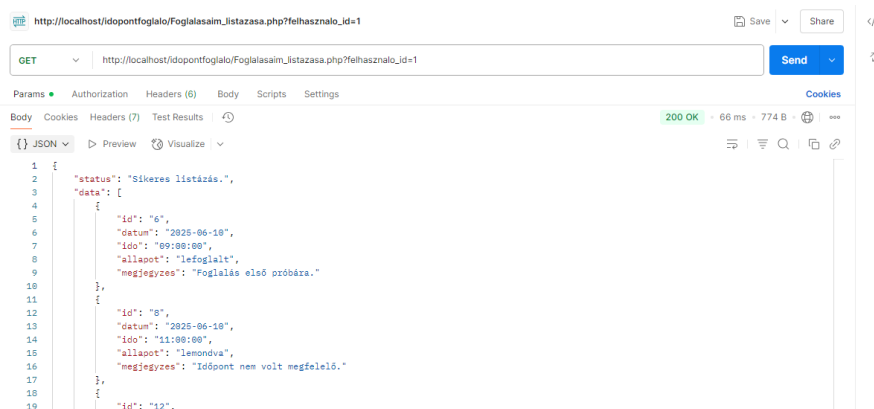 HTTP http://localhost/idopontfoglalo/Foglalasaim_listazasa.php?felhasznalo_id=1 Save Share
GET http://localhost/idopontfoglalo/Foglalasaim_listazasa.php?felhasznalo_id=1 Send
Params Authorization Headers (6) Body Scripts Settings Cookies
Body Cookies Headers (7) Test Results 200 OK 66 ms 774 B
{} JSON Preview Visualize
1 {
2 "status": "Sikeres listázás.",
3 "data": [
4 {
5 "id": "6",
6 "datum": "2025-06-10",
7 "ido": "09:00:00",
8 "allapot": "lefoglalt",
9 "megjegyzes": "Foglalás első próbára."
10 },
11 {
12 "id": "8",
13 "datum": "2025-06-10",
14 "ido": "11:00:00",
15 "allapot": "lemondva",
16 "megjegyzes": "Időpont nem volt megfelelő."
17 },
18 {
19 "id": "12",